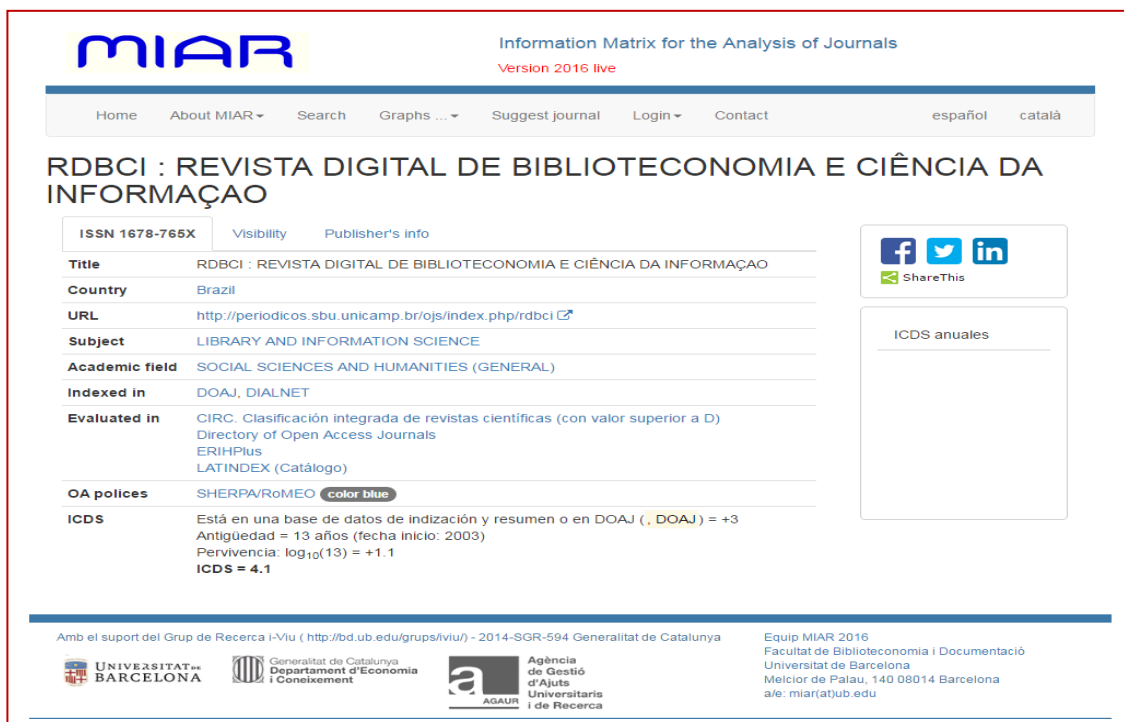 MIAR
Information Matrix for the Analysis of Journals
Version 2016 live
Home About MIAR Search Graphs ... Suggest journal Login Contact español català
RDBCI : REVISTA DIGITAL DE BIBLIOTECONOMIA E CIÊNCIA DA
INFORMAÇAO
ISSN 1678-765X Visibility Publisher's info
Title RDBCI : REVISTA DIGITAL DE BIBLIOTECONOMIA E CIÊNCIA DA INFORMAÇAO
Country Brazil
URL http://periodicos.sbu.unicamp.br/ojs/index.php/rdbci
Subject LIBRARY AND INFORMATION SCIENCE
Academic field SOCIAL SCIENCES AND HUMANITIES (GENERAL)
Indexed in DOAJ, DIALNET
Evaluated in CIRC. Clasificación integrada de revistas científicas (con valor superior a D)
Directory of Open Access Journals
ERIHPlus
LATINDEX (Catálogo)
OA polices SHERPA/RoMEO color blue
ICDS Está en una base de datos de indización y resumen o en DOAJ ( , DOAJ ) = +3
Antigüedad = 13 años (fecha inicio: 2003)
Pervivencia: log10(13) = +1.1
ICDS = 4.1
f in
ShareThis
ICDS anuales
Amb el suport del Grup de Recerca i-Viu ( http://bd.ub.edu/grups/iviu/) - 2014-SGR-594 Generalitat de Catalunya
UNIVERSITAT DE
BARCELONA
Generalitat de Catalunya
Departament d'Economia
i Coneixement
a
AGAUR
Agència
de Gestió
d'Ajuts
Universitaris
i de Recerca
Equip MIAR 2016
Facultat de Biblioteconomia i Documentació
Universitat de Barcelona
Melcior de Palau, 140 08014 Barcelona
a/e: miar(at)ub.edu